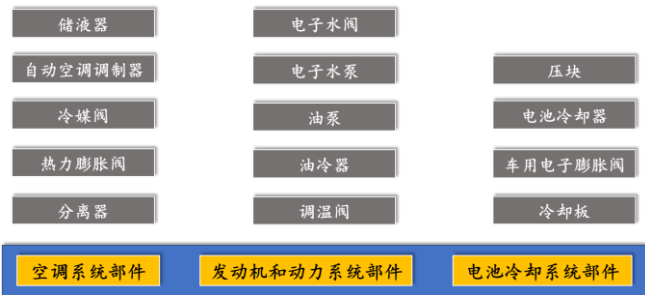 储液器
自动空调调制器
冷媒阀
热力膨胀阀
分离器
空调系统部件
电子水阀
电子水泵
油泵
油冷器
调温阀
发动机和动力系统部件
压块
电池冷却器
车用电子膨胀阀
冷却板
电池冷却系统部件